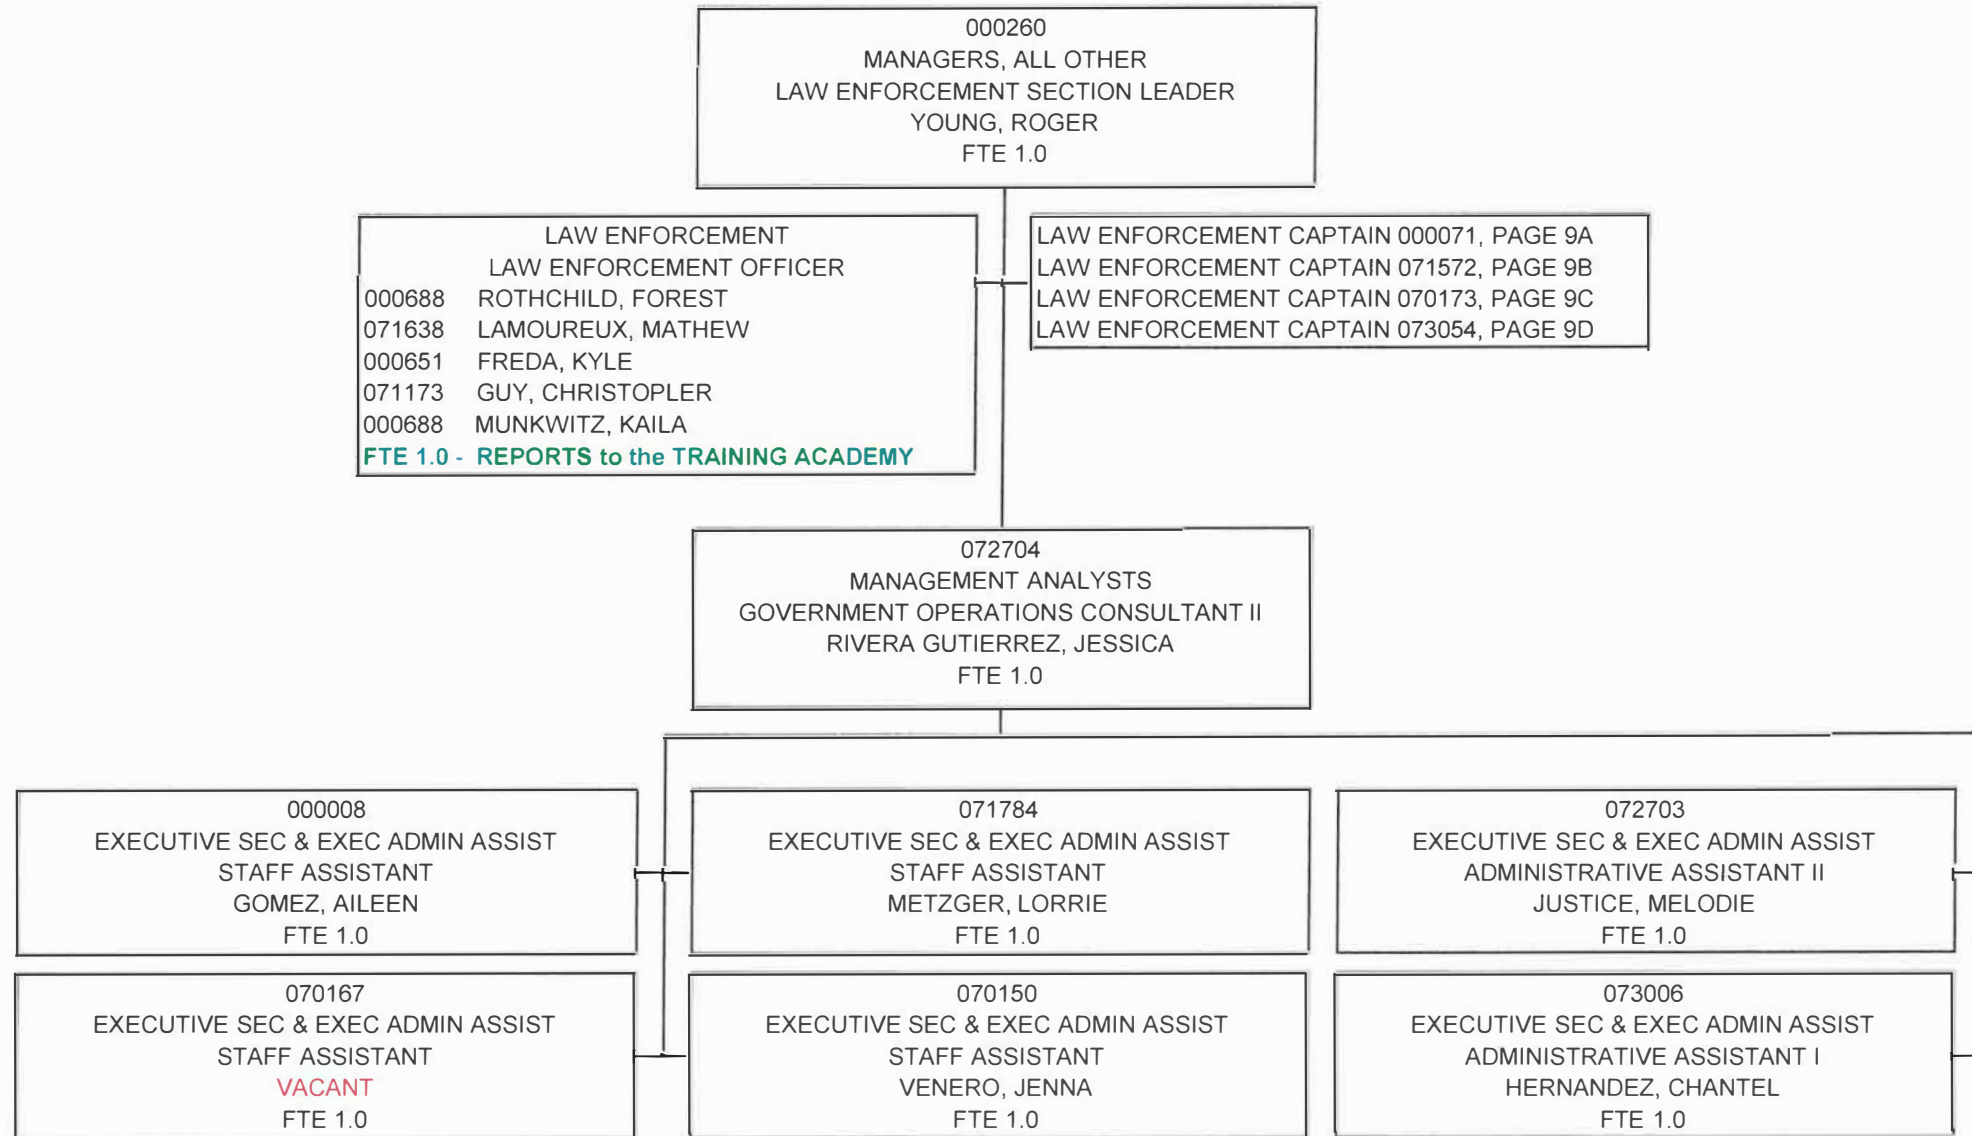 000260
MANAGERS, ALL OTHER
LAW ENFORCEMENT SECTION LEADER
YOUNG, ROGER
FTE 1.0
LAW ENFORCEMENT
LAW ENFORCEMENT OFFICER
000688 ROTHCHILD, FOREST
071638 LAMOUREUX, MATHEW
000651 FREDA, KYLE
071173 GUY, CHRISTOPLER
000688 MUNKWITZ, KAILA
FTE 1.0 - REPORTS to the TRAINING ACADEMY
LAW ENFORCEMENT CAPTAIN 000071, PAGE 9A
LAW ENFORCEMENT CAPTAIN 071572, PAGE 9B
LAW ENFORCEMENT CAPTAIN 070173, PAGE 9C
LAW ENFORCEMENT CAPTAIN 073054, PAGE 9D
072704
MANAGEMENT ANALYSTS
GOVERNMENT OPERATIONS CONSULTANT II
RIVERA GUTIERREZ, JESSICA
FTE 1.0
000008
EXECUTIVE SEC & EXEC ADMIN ASSIST
STAFF ASSISTANT
GOMEZ, AILEEN
FTE 1.0
071784
EXECUTIVE SEC & EXEC ADMIN ASSIST
STAFF ASSISTANT
METZGER, LORRIE
FTE 1.0
072703
EXECUTIVE SEC & EXEC ADMIN ASSIST
ADMINISTRATIVE ASSISTANT II
JUSTICE, MELODIE
FTE 1.0
070167
EXECUTIVE SEC & EXEC ADMIN ASSIST
STAFF ASSISTANT
VACANT
FTE 1.0
070150
EXECUTIVE SEC & EXEC ADMIN ASSIST
STAFF ASSISTANT
VENERO, JENNA
FTE 1.0
073006
EXECUTIVE SEC & EXEC ADMIN ASSIST
ADMINISTRATIVE ASSISTANT I
HERNANDEZ, CHANTEL
FTE 1.0